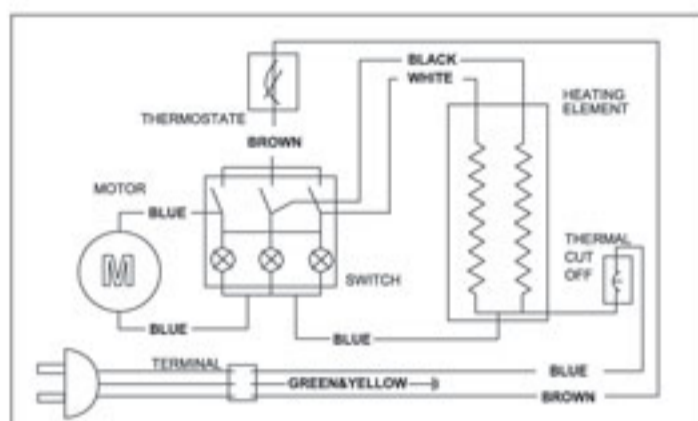 BLACK
WHITE
HEATING
ELEMENT
THERMOSTATE
BROWN
MOTOR
BLUE
M
THERMAL
CUT
OFF
SWITCH
BLUE
BLUE
TERMINAL
BLUE
GREEN&YELLOW
BROWN